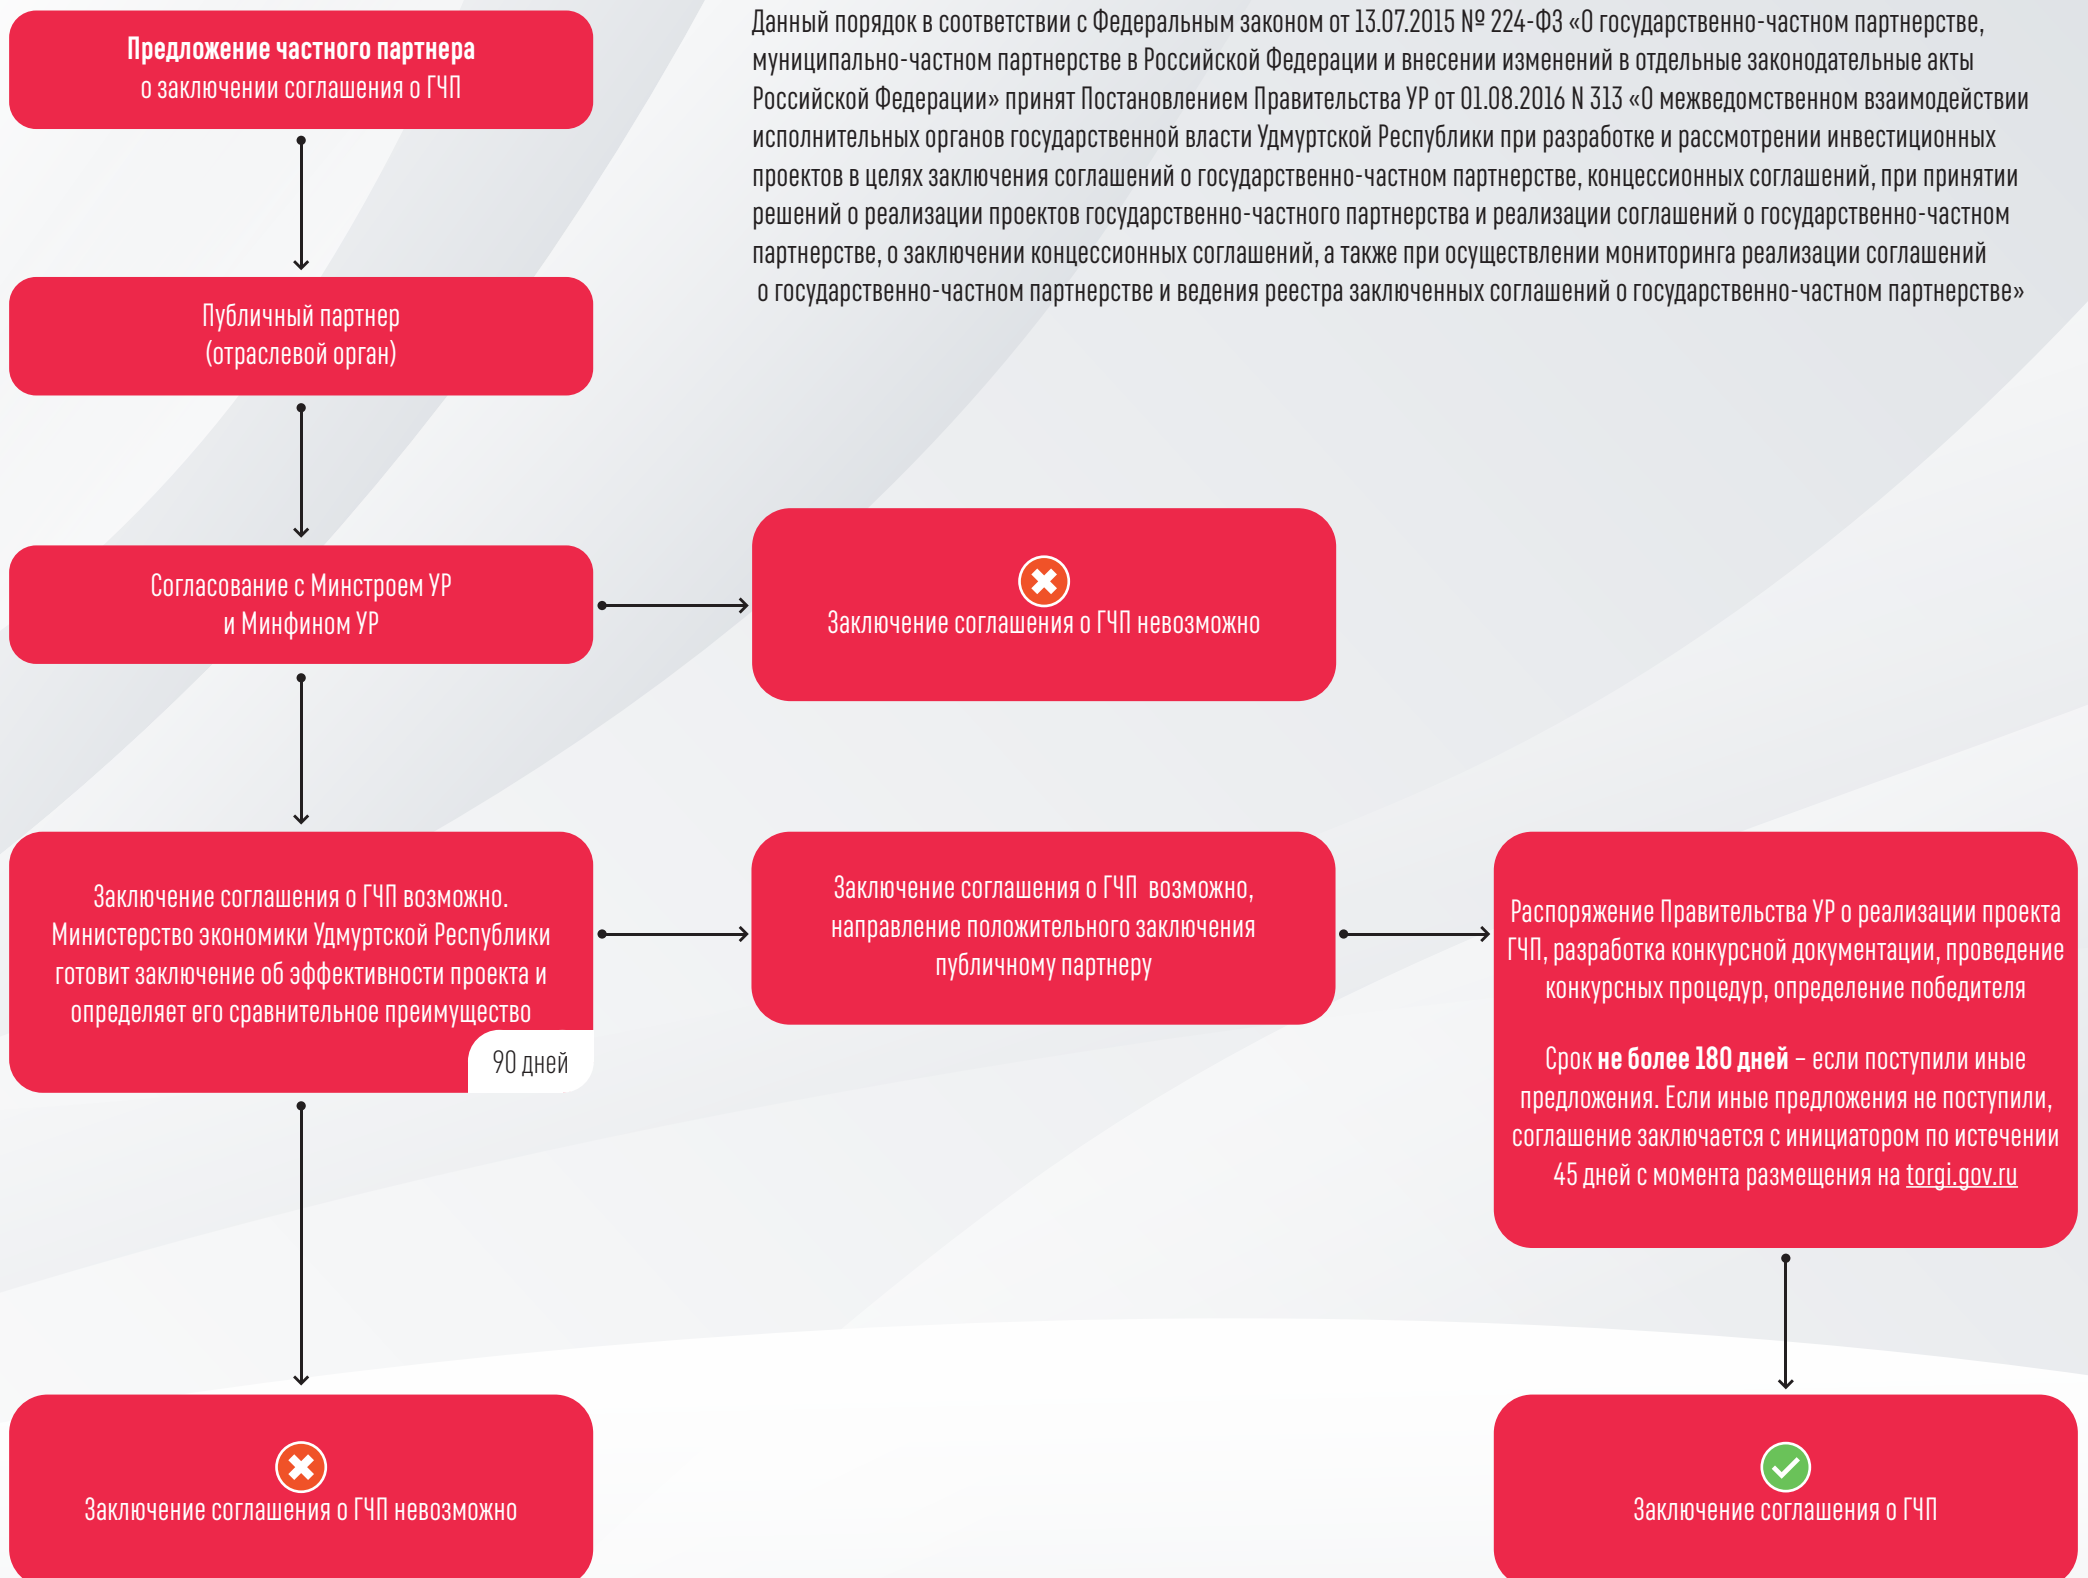 Предложение частного партнера
о заключении соглашения о ГЧП
Данный порядок в соответствии с Федеральным законом от 13.07.2015 № 224-ФЗ «О государственно-частном партнерстве,
муниципально-частном партнерстве в Российской Федерации и внесении изменений в отдельные законодательные акты
Российской Федерации» принят Постановлением Правительства УР от 01.08.2016 N 313 «О межведомственном взаимодействии
исполнительных органов государственной власти Удмуртской Республики при разработке и рассмотрении инвестиционных
проектов в целях заключения соглашений о государственно-частном партнерстве, концессионных соглашений, при принятии
решений о реализации проектов государственно-частного партнерства и реализации соглашений о государственно-частном
партнерстве, о заключении концессионных соглашений, а также при осуществлении мониторинга реализации соглашений
о государственно-частном партнерстве и ведения реестра заключенных соглашений о государственно-частном партнерстве»
Публичный партнер
(отраслевой орган)
Согласование с Минстроем УР
и Минфином УР
Заключение соглашения о ГЧП невозможно
Заключение соглашения о ГЧП возможно.
Министерство экономики Удмуртской Республики
готовит заключение об эффективности проекта и
определяет его сравнительное преимущество
90 дней
Заключение соглашения о ГЧП возможно,
направление положительного заключения
публичному партнеру
Распоряжение Правительства УР о реализации проекта
ГЧП, разработка конкурсной документации, проведение
конкурсных процедур, определение победителя
Срок не более 180 дней – если поступили иные
предложения. Если иные предложения не поступили,
соглашение заключается с инициатором по истечении
45 дней с момента размещения на torgi.gov.ru
Заключение соглашения о ГЧП невозможно
Заключение соглашения о ГЧП